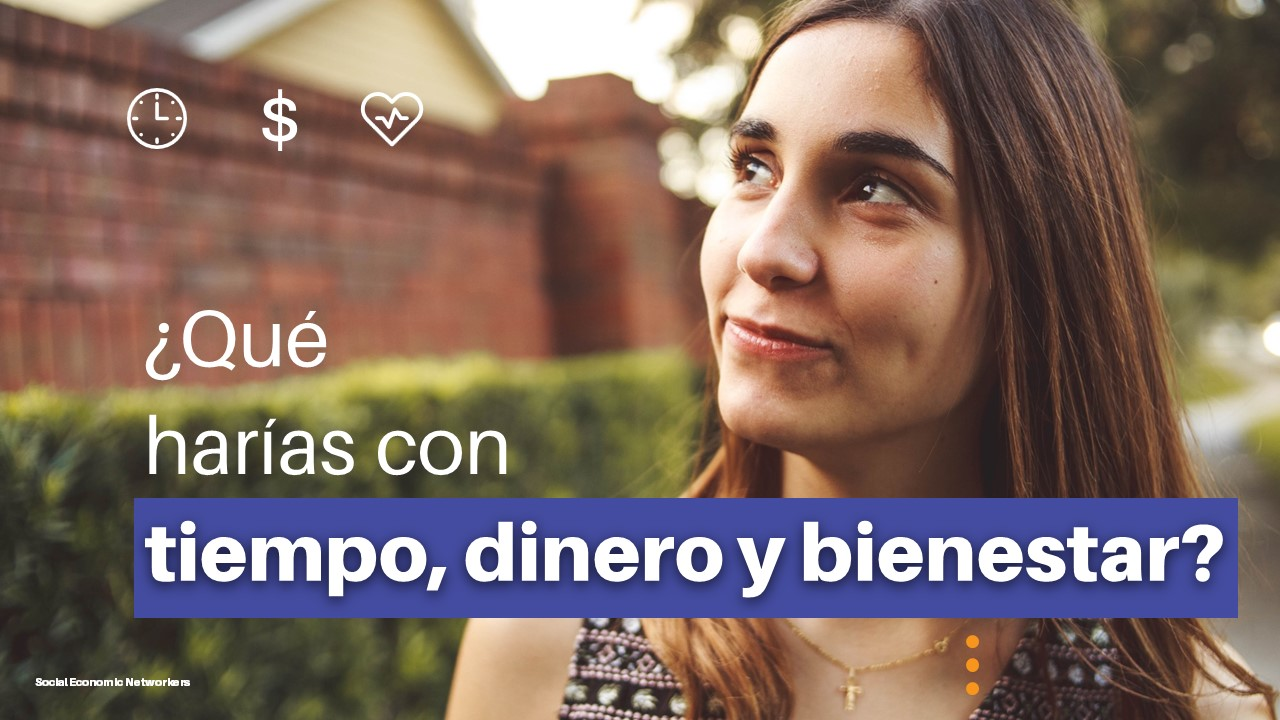 $
¿Qué
harías con
tiempo, dinero y bienestar?
Social Economic Networkers